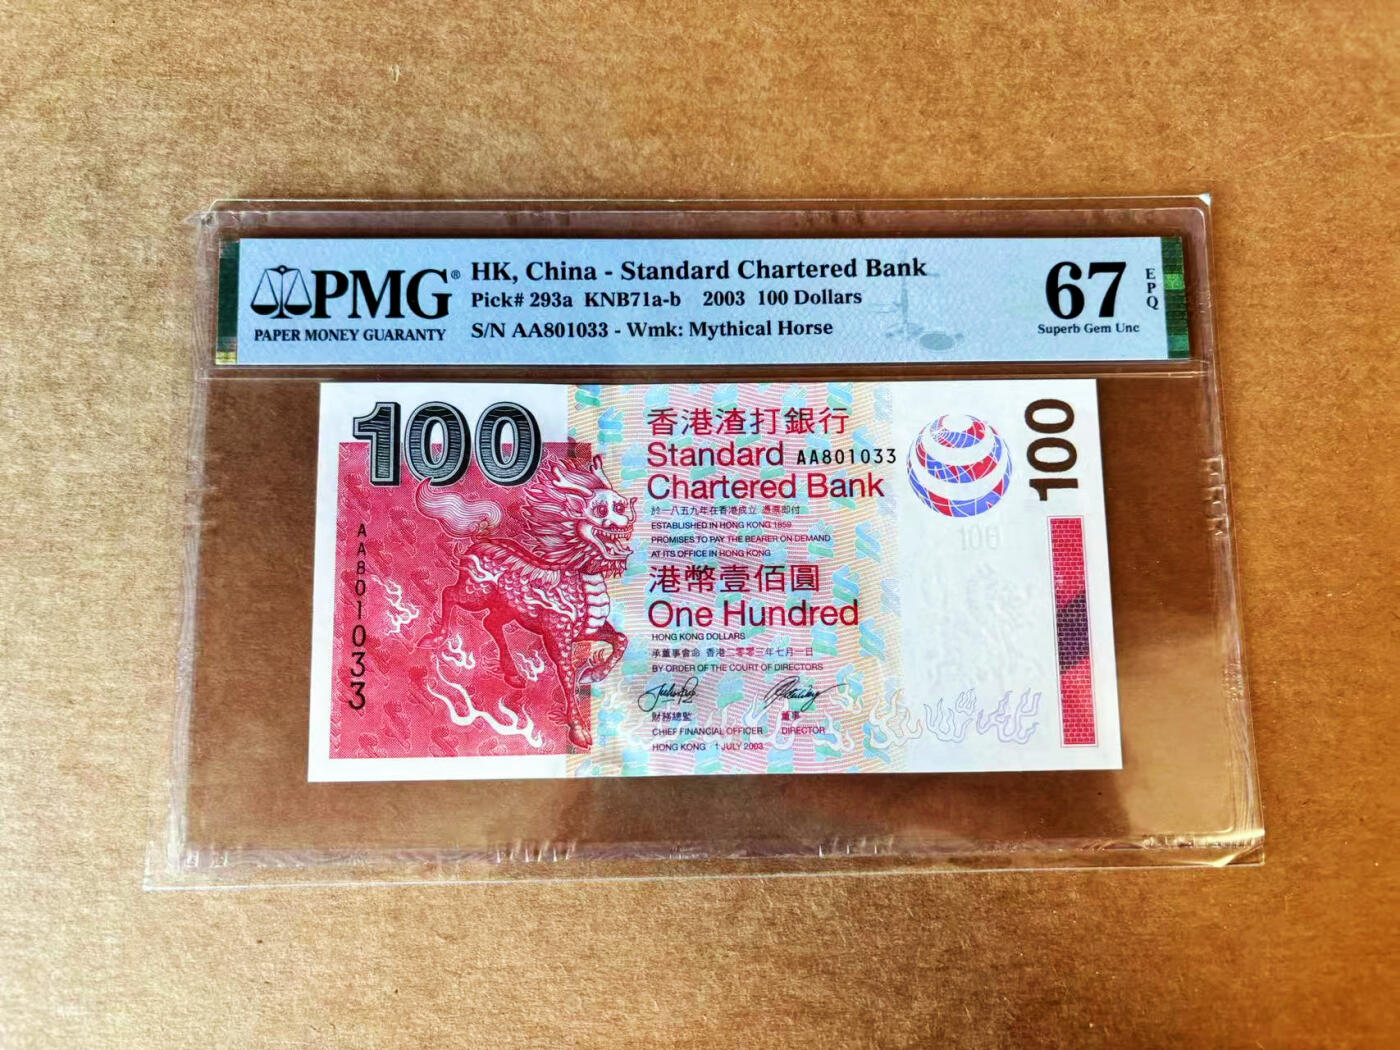 PMG®
PAPER MONEY GUARANTY
HK, China - Standard Chartered Bank
Pick# 293a KNB71a-b 2003 100 Dollars
S/N AA801033 - Wmk: Mythical Horse
67
EPQ
Superb Gem Unc
100
香港渣打銀行
Standard AA801033
Chartered Bank
於一八五九年在香港成立 憑票即付
ESTABLISHED IN HONG KONG 1859
PROMISES TO PAY THE BEARER ON DEMAND
AT ITS OFFICE IN HONG KONG
港幣壹佰圓
One Hundred
HONG KONG DOLLARS
承董事會命 香港二零零三年七月一日
BY ORDER OF THE COURT OF DIRECTORS
財務總監 董事
CHIEF FINANCIAL OFFICER DIRECTOR
HONG KONG 1 JULY 2003
AA801033
100
100